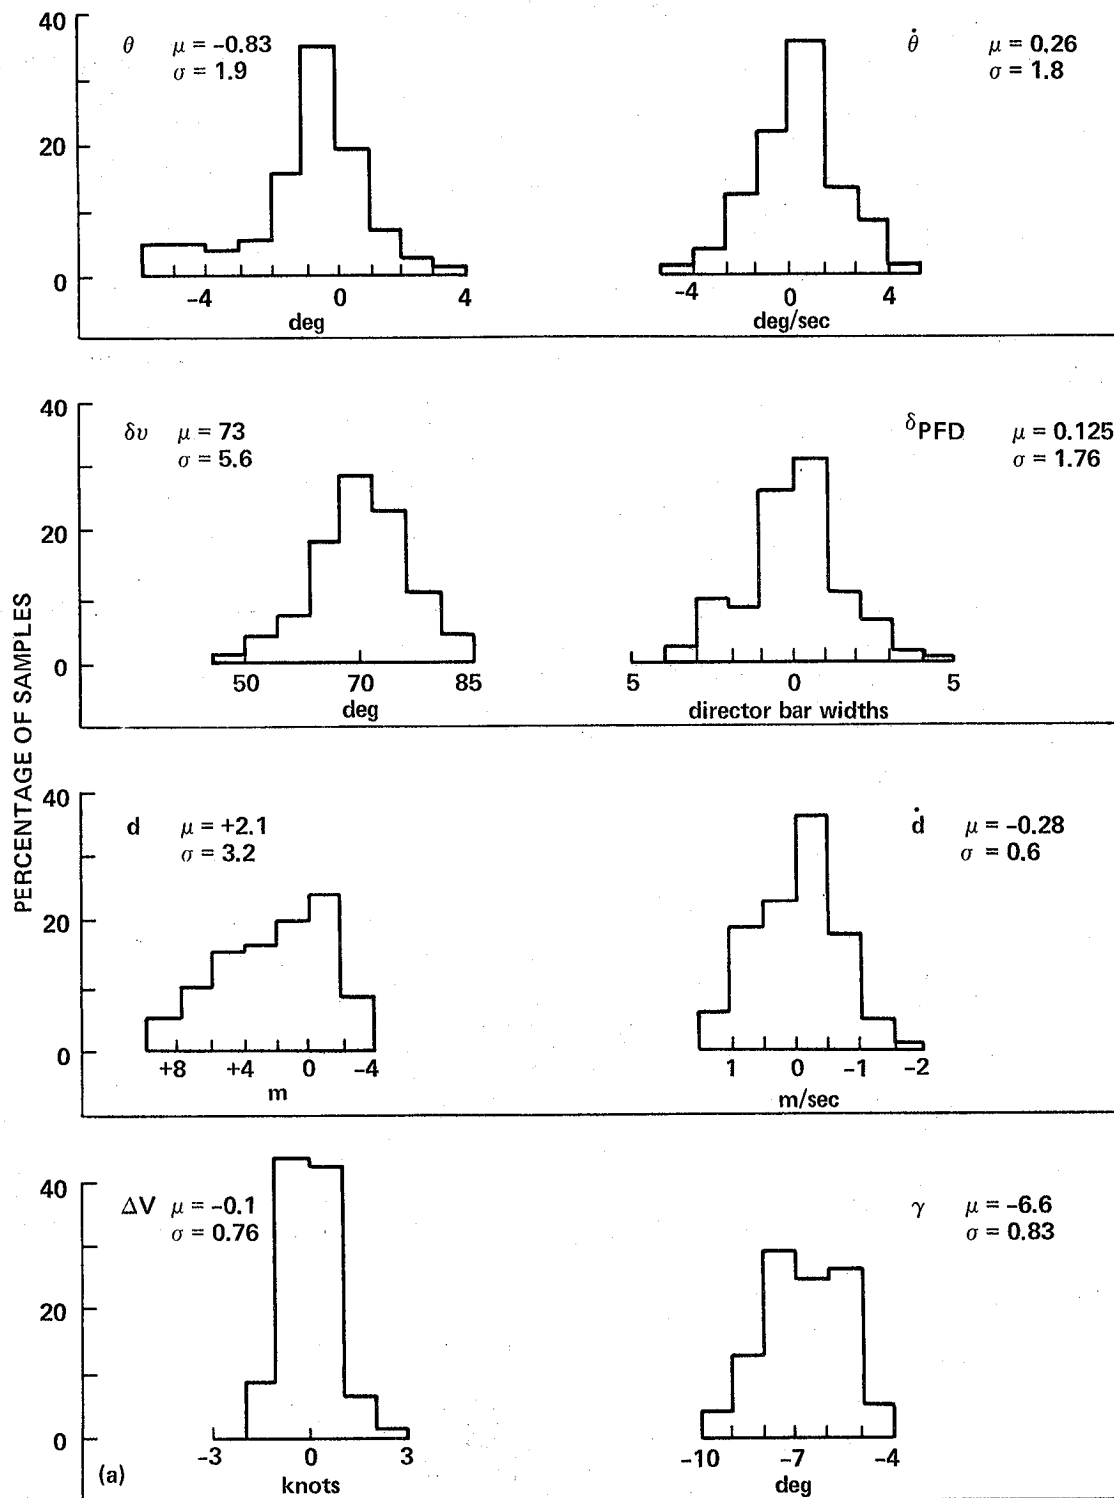 PERCENTAGE OF SAMPLES
40
20
0
θ μ = -0.83
σ = 1.9
-4 0 4
deg
θ̇ μ = 0.26
σ = 1.8
-4 0 4
deg/sec
40
20
0
δυ μ = 73
σ = 5.6
50 70 85
deg
δPFD μ = 0.125
σ = 1.76
5 0 5
director bar widths
40
20
0
d μ = +2.1
σ = 3.2
+8 +4 0 -4
m
ḋ μ = -0.28
σ = 0.6
1 0 -1 -2
m/sec
40
20
0
ΔV μ = -0.1
σ = 0.76
-3 0 3
knots
γ μ = -6.6
σ = 0.83
-10 -7 -4
deg
(a)